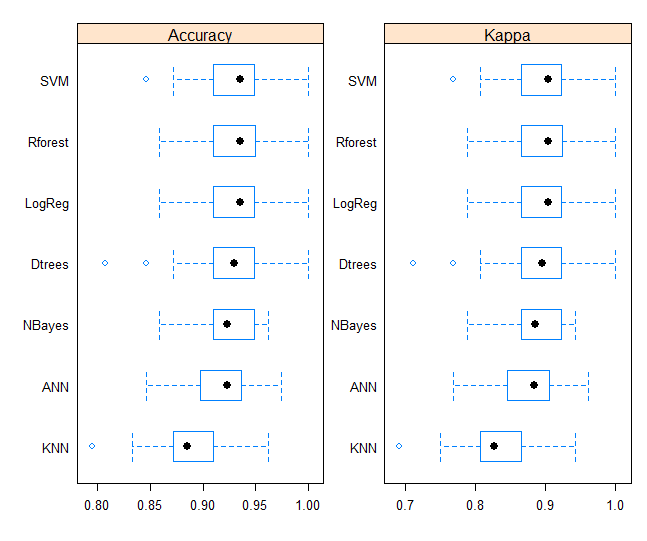 Accuracy
Kappa
SVM
SVM
Rforest
Rforest
LogReg
LogReg
Dtrees
Dtrees
NBayes
NBayes
ANN
ANN
KNN
KNN
0.80 0.85 0.90 0.95 1.00
0.7 0.8 0.9 1.0